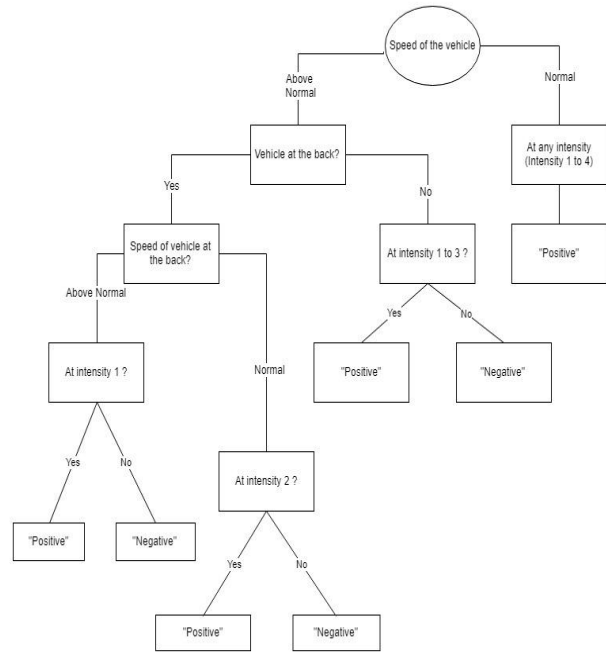 Speed of the vehicle
Above
Normal
Normal
Vehicle at the back?
At any intensity
(Intensity 1 to 4)
Yes
No
Speed of vehicle at
the back?
At intensity 1 to 3 ?
"Positive"
Above Normal
Yes
No
At intensity 1 ?
Normal
"Positive"
"Negative"
Yes
No
At intensity 2 ?
"Positive"
"Negative"
Yes
No
"Positive"
"Negative"